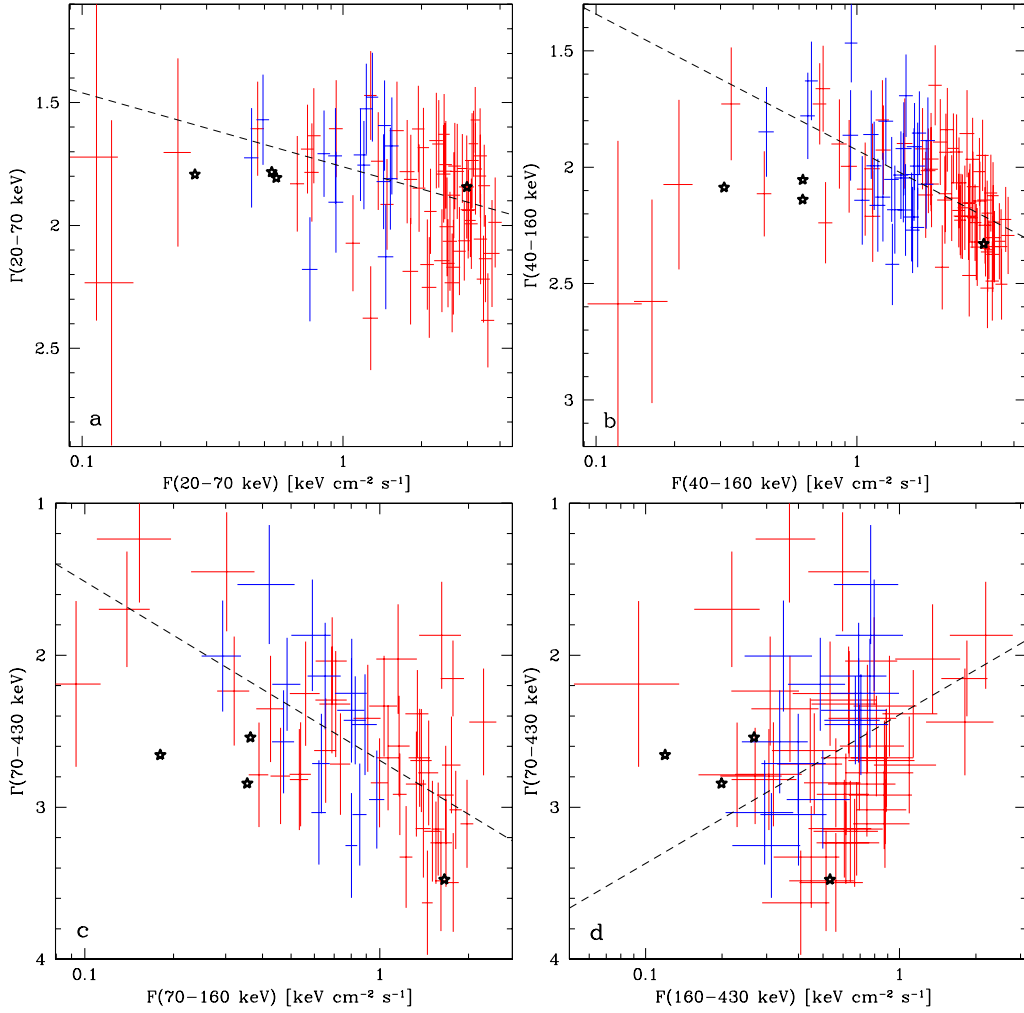 Γ(20−70 keV)
1.5
2
2.5
a
0.1
1
F(20−70 keV) [keV cm⁻² s⁻¹]
Γ(40−160 keV)
1.5
2
2.5
3
b
0.1
1
F(40−160 keV) [keV cm⁻² s⁻¹]
Γ(70−430 keV)
1
2
3
4
c
0.1
1
F(70−160 keV) [keV cm⁻² s⁻¹]
Γ(70−430 keV)
1
2
3
4
d
0.1
1
F(160−430 keV) [keV cm⁻² s⁻¹]